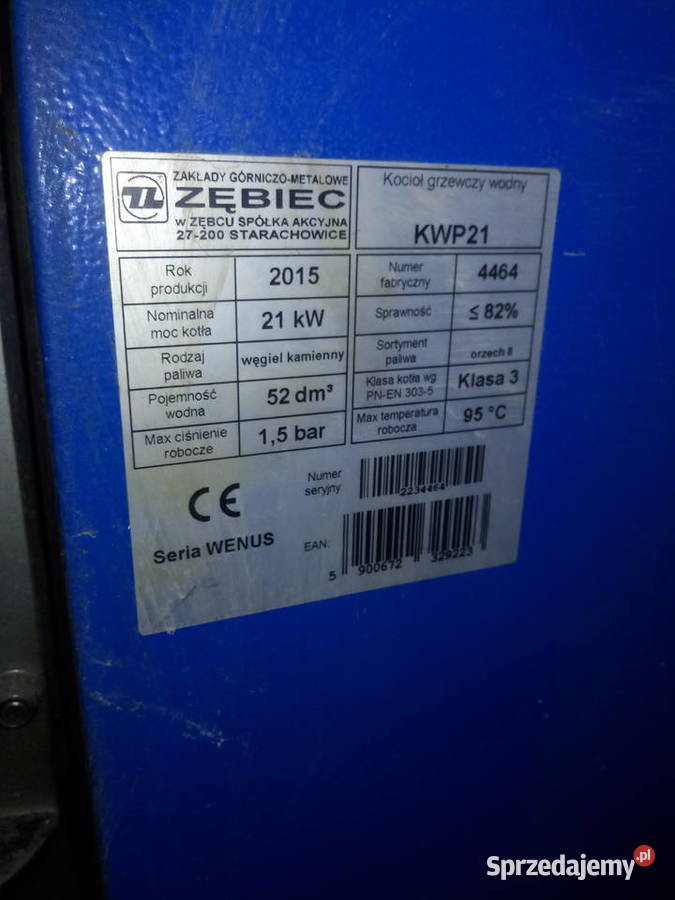 ZAKŁADY GÓRNICZO-METALOWE
ZĘBIEC
W ZĘBCU SPÓŁKA AKCYJNA
27-200 STARACHOWICE
Kocioł grzewczy wodny
KWP21
Rok
produkcji
2015
Numer
fabryczny
4464
Nominalna
moc kotła
21 kW
Sprawność
≤ 82%
Rodzaj
paliwa
węgiel kamienny
Sortyment
paliwa
orzech II
Pojemność
wodna
52 dm³
Klasa kotła wg
PN-EN 303-5
Klasa 3
Max ciśnienie
robocze
1,5 bar
Max temperatura
robocza
95 °C
CE
Numer
seryjny
2234464
Seria WENUS
EAN:
5 900672 329223
Sprzedajemy.pl